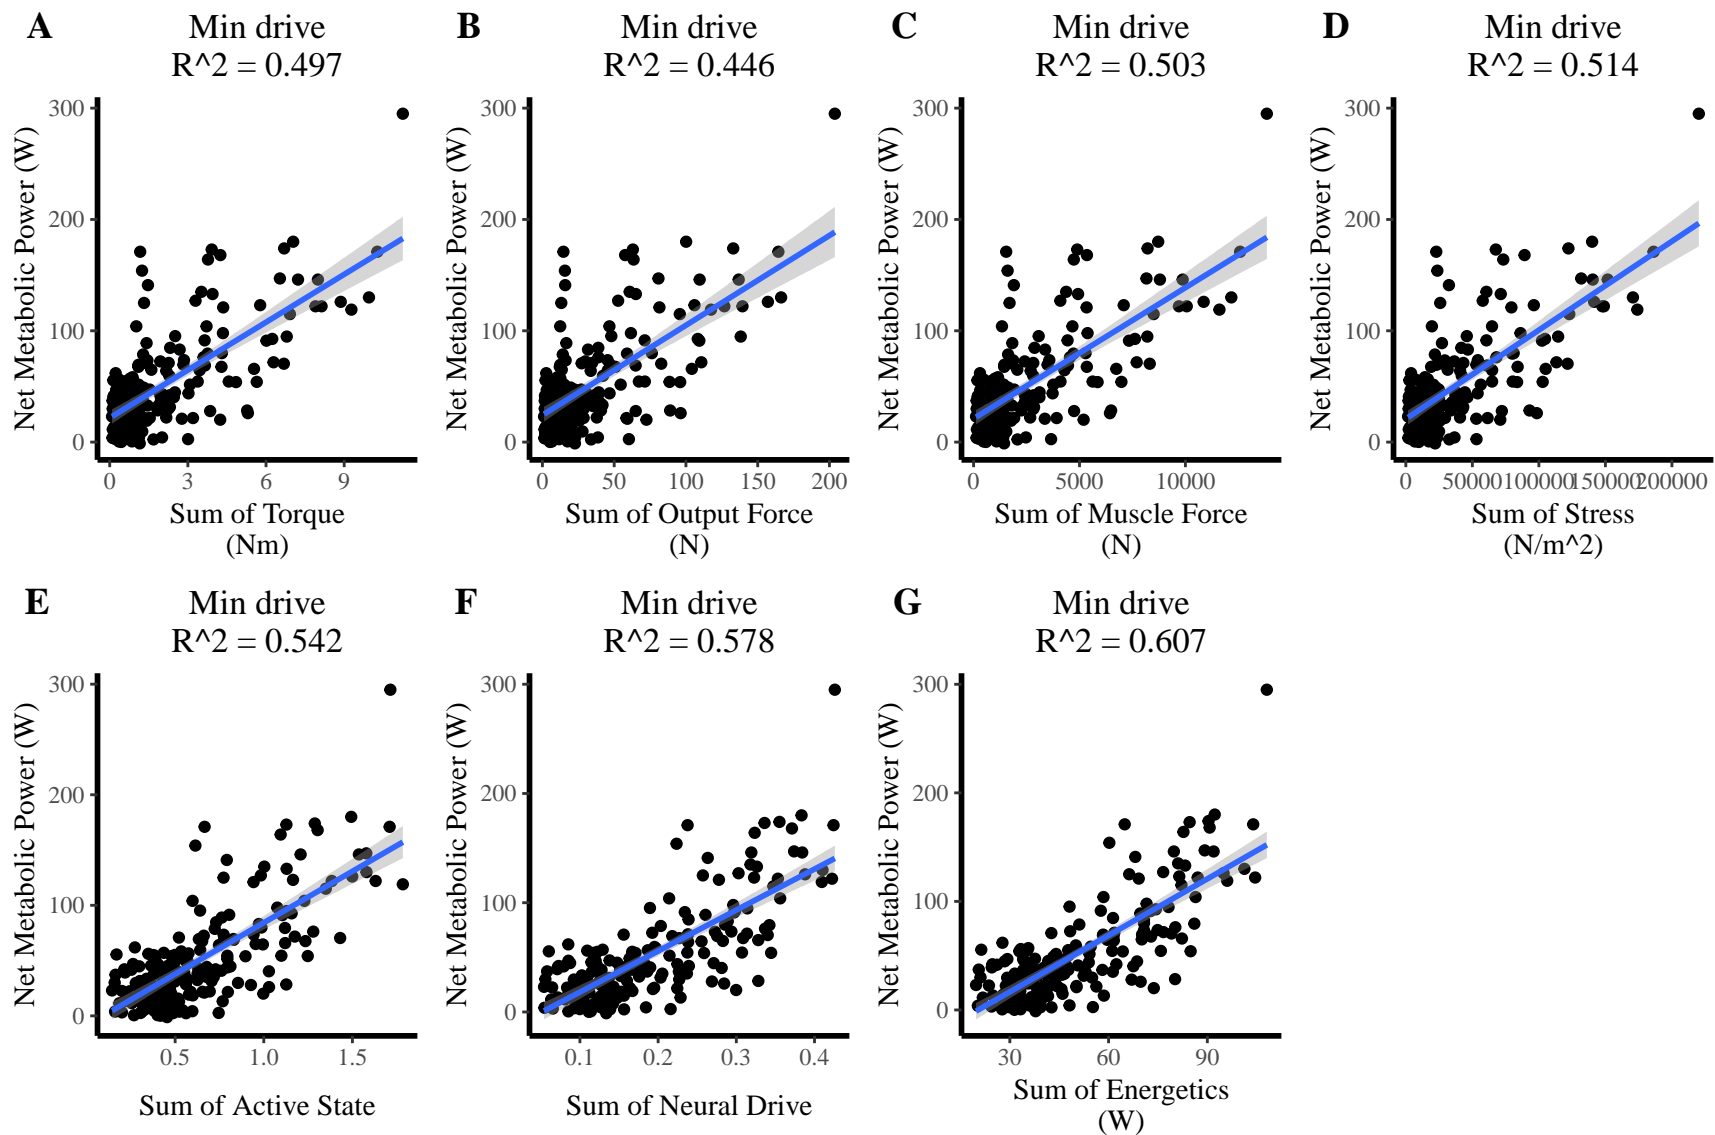 A
Min drive
R^2 = 0.497
Net Metabolic Power (W)
300
200
100
0
0 3 6 9
Sum of Torque
(Nm)
B
Min drive
R^2 = 0.446
Net Metabolic Power (W)
300
200
100
0
0 50 100 150 200
Sum of Output Force
(N)
C
Min drive
R^2 = 0.503
Net Metabolic Power (W)
300
200
100
0
0 5000 10000
Sum of Muscle Force
(N)
D
Min drive
R^2 = 0.514
Net Metabolic Power (W)
300
200
100
0
0 50000 100000 150000 200000
Sum of Stress
(N/m^2)
E
Min drive
R^2 = 0.542
Net Metabolic Power (W)
300
200
100
0
0.5 1.0 1.5
Sum of Active State
F
Min drive
R^2 = 0.578
Net Metabolic Power (W)
300
200
100
0
0.1 0.2 0.3 0.4
Sum of Neural Drive
G
Min drive
R^2 = 0.607
Net Metabolic Power (W)
300
200
100
0
30 60 90
Sum of Energetics
(W)